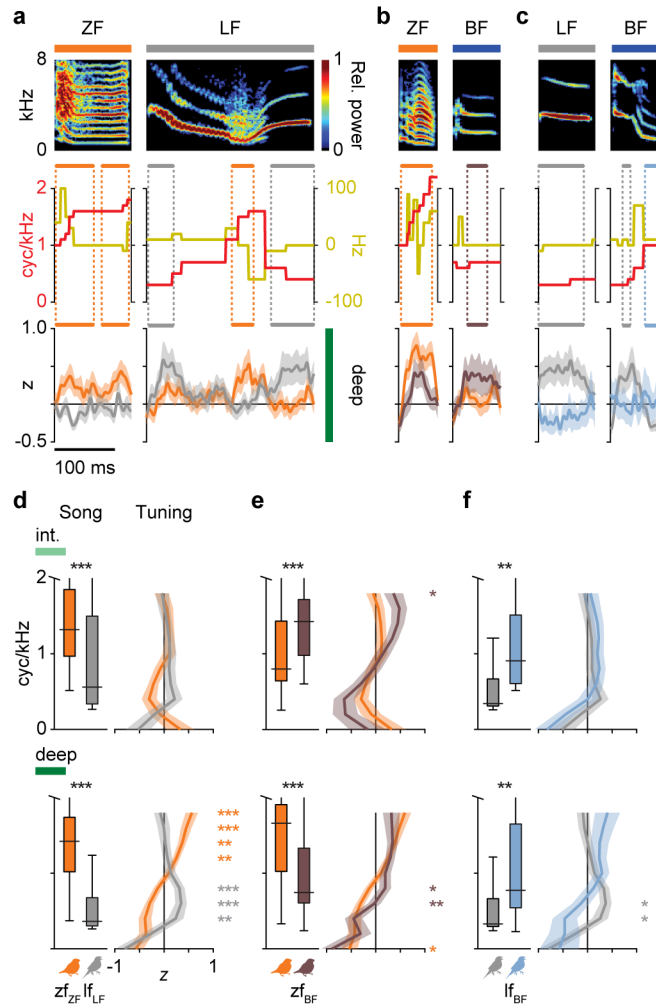 a b c
ZF LF ZF BF LF BF
8
kHz
0
1
Rel. power
0
2
cyc/kHz
1
0
100
Hz
0
-100
1.0
z
0
-0.5
deep
100 ms
d Song Tuning e f
int.
*** *** **
2
cyc/kHz
0
*
deep
*** *** **
***
***
**
**
***
***
**
*
**
*
*
*
-1 0 1
z
zfZF lfLF zfBF lfBF